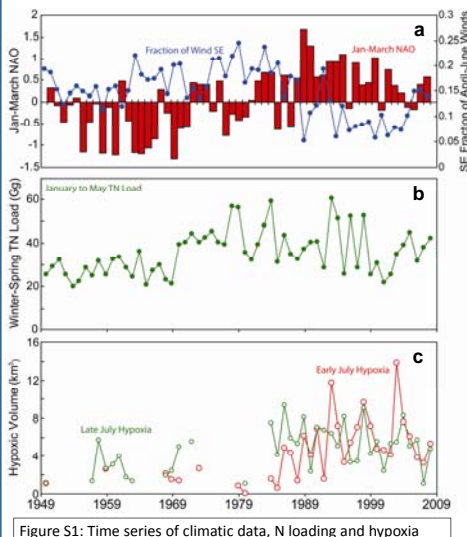 2
1.5
1
0.5
0
-0.5
-1
-1.5
Jan-March NAO
a
Fraction of Wind SE
Jan-March NAO
0.3
0.25
0.2
0.15
0.1
0.05
0
SE Fraction of April-June Winds
60
40
20
0
Winter-Spring TN Load (Gg)
January to May TN Load
b
16
12
8
4
0
Hypoxic Volume (km³)
c
Early July Hypoxia
Late July Hypoxia
1949 1959 1969 1979 1989 1999 2009
Figure S1: Time series of climatic data, N loading and hypoxia